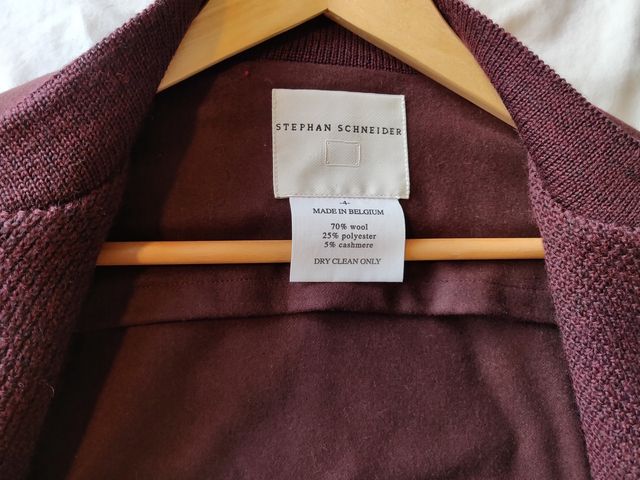 STEPHAN SCHNEIDER
-4-
MADE IN BELGIUM
70% wool
25% polyester
5% cashmere
DRY CLEAN ONLY